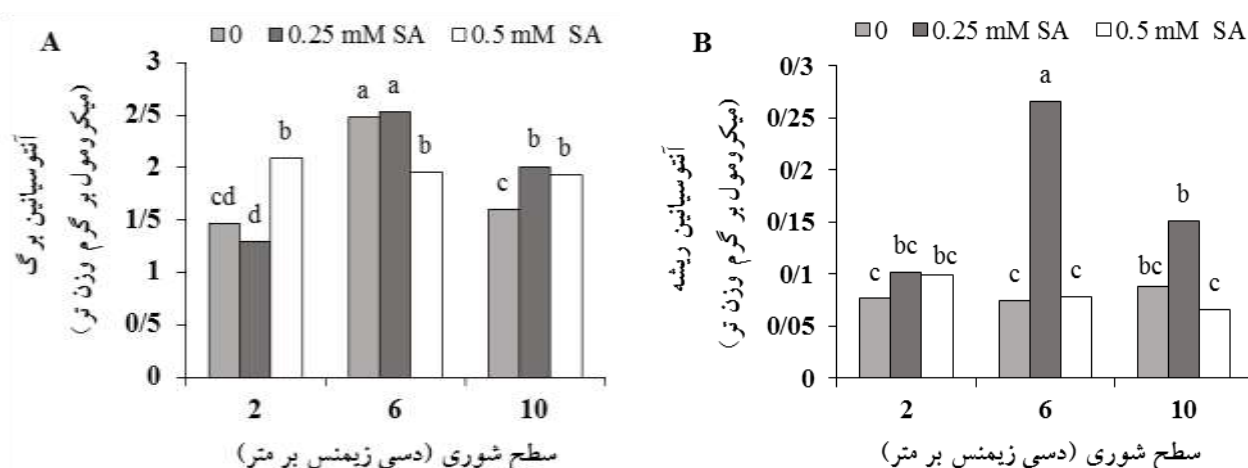 A
0 0.25 mM SA 0.5 mM SA
آنتوسیانین برگ
(میکرومول بر گرم وزن تر)
3
2/5
2
1/5
1
0/5
0
cd d b
a a b
c b b
2 6 10
سطح شوری (دسی زیمنس بر متر)
B
0 0.25 mM SA 0.5 mM SA
آنتوسیانین ریشه
(میکرومول بر گرم وزن تر)
0/3
0/25
0/2
0/15
0/1
0/05
0
c bc bc
c a c
bc b c
2 6 10
سطح شوری (دسی زیمنس بر متر)